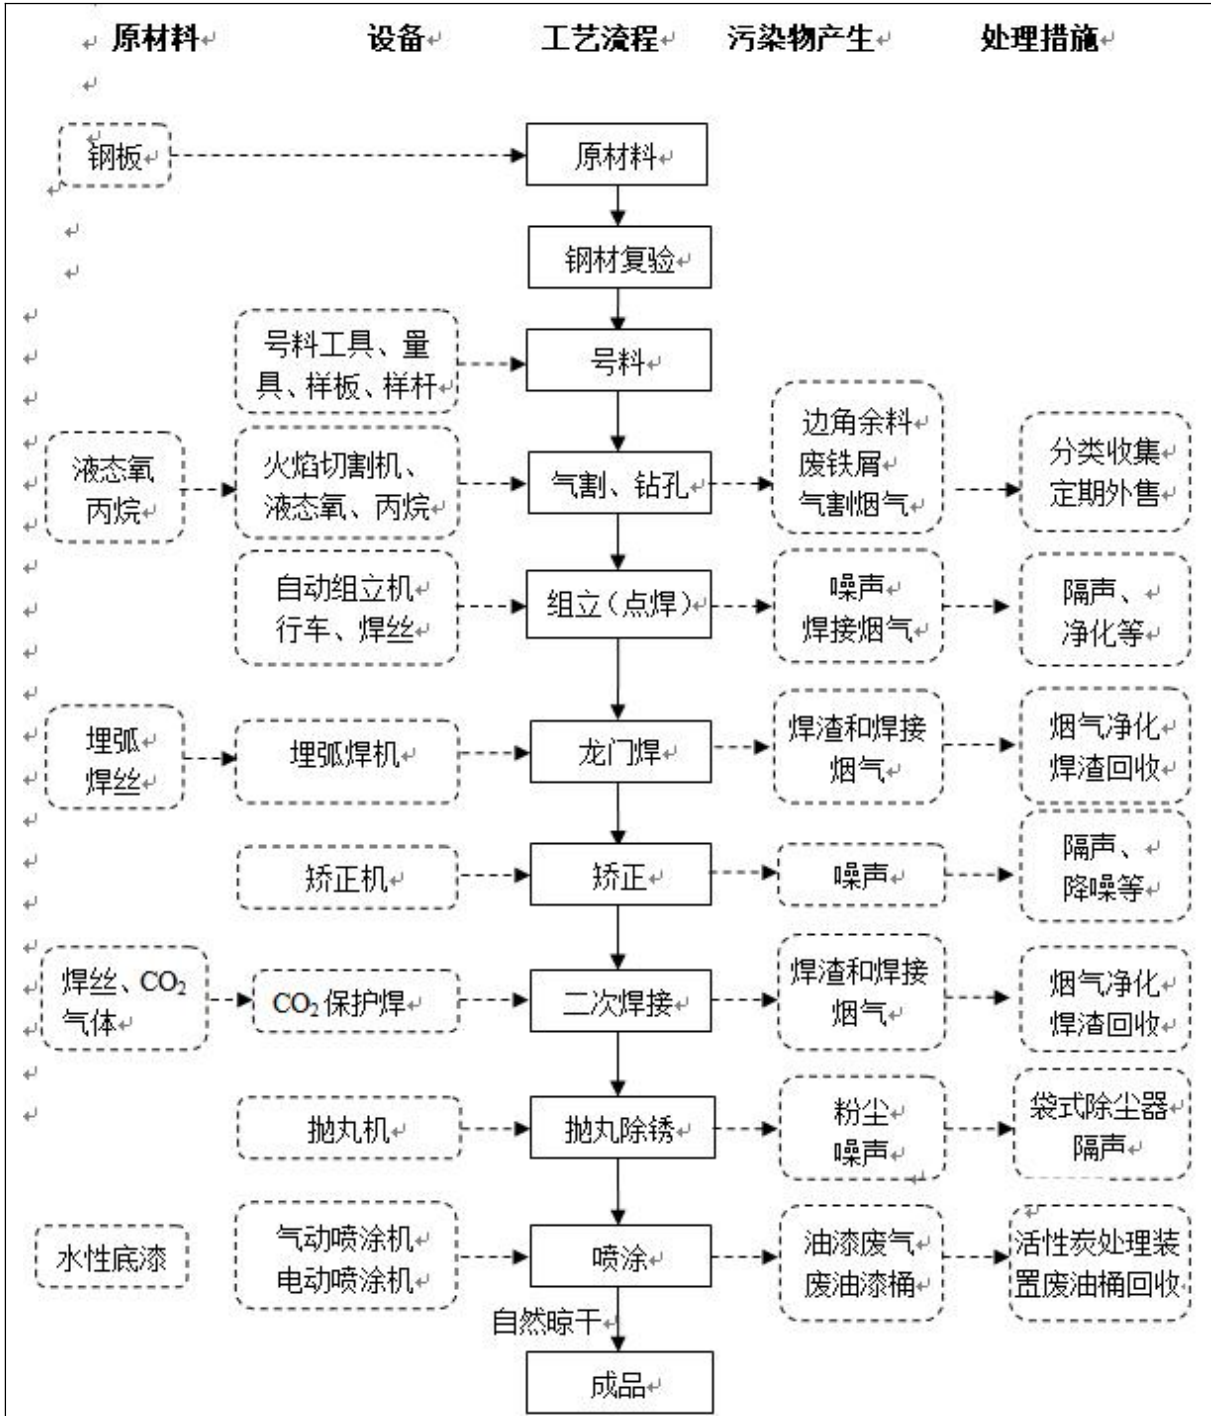 原材料 设备 工艺流程 污染物产生 处理措施
钢板 原材料
钢材复验
号料工具、量
具、样板、样杆
号料
液态氧
丙烷
火焰切割机、
液态氧、丙烷
气割、钻孔
边角余料
废铁屑
气割烟气
分类收集
定期外售
自动组立机
行车、焊丝
组立（点焊）
噪声
焊接烟气
隔声、
净化等
埋弧
焊丝
埋弧焊机
龙门焊
焊渣和焊接
烟气
烟气净化
焊渣回收
矫正机
矫正
噪声
隔声、
降噪等
焊丝、CO₂
气体
CO₂保护焊
二次焊接
焊渣和焊接
烟气
烟气净化
焊渣回收
抛丸机
抛丸除锈
粉尘
噪声
袋式除尘器
隔声
水性底漆
气动喷涂机
电动喷涂机
喷涂
油漆废气
废油漆桶
活性炭处理装
置废油桶回收
自然晾干
成品